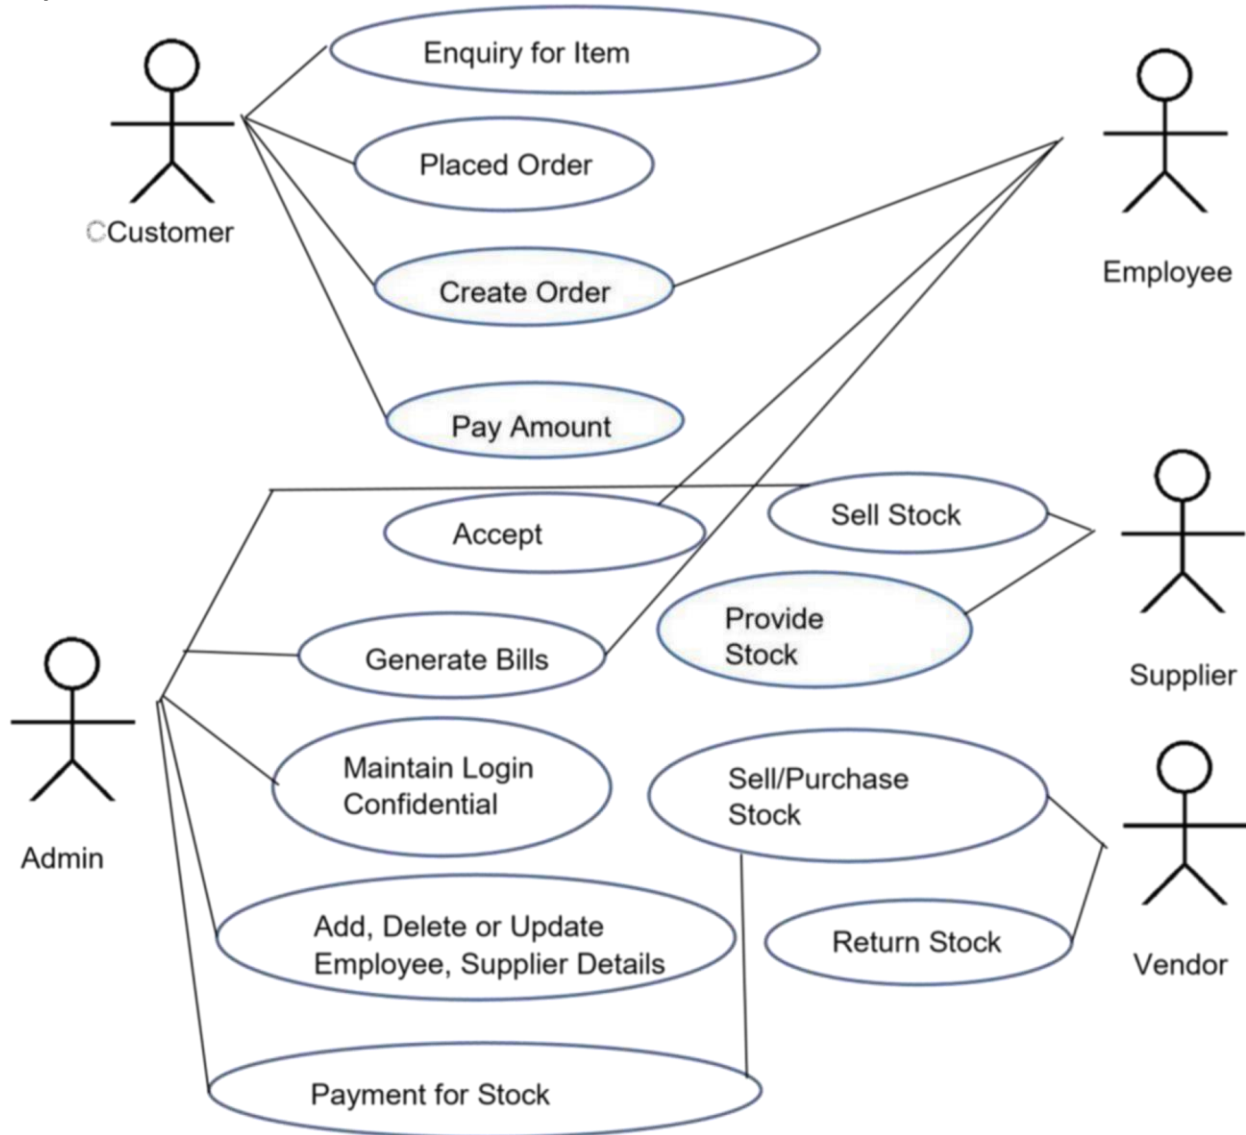 Enquiry for Item
Placed Order
CCustomer
Employee
Create Order
Pay Amount
Accept
Sell Stock
Provide
Stock
Generate Bills
Supplier
Maintain Login
Confidential
Sell/Purchase
Stock
Admin
Add, Delete or Update
Employee, Supplier Details
Return Stock
Vendor
Payment for Stock